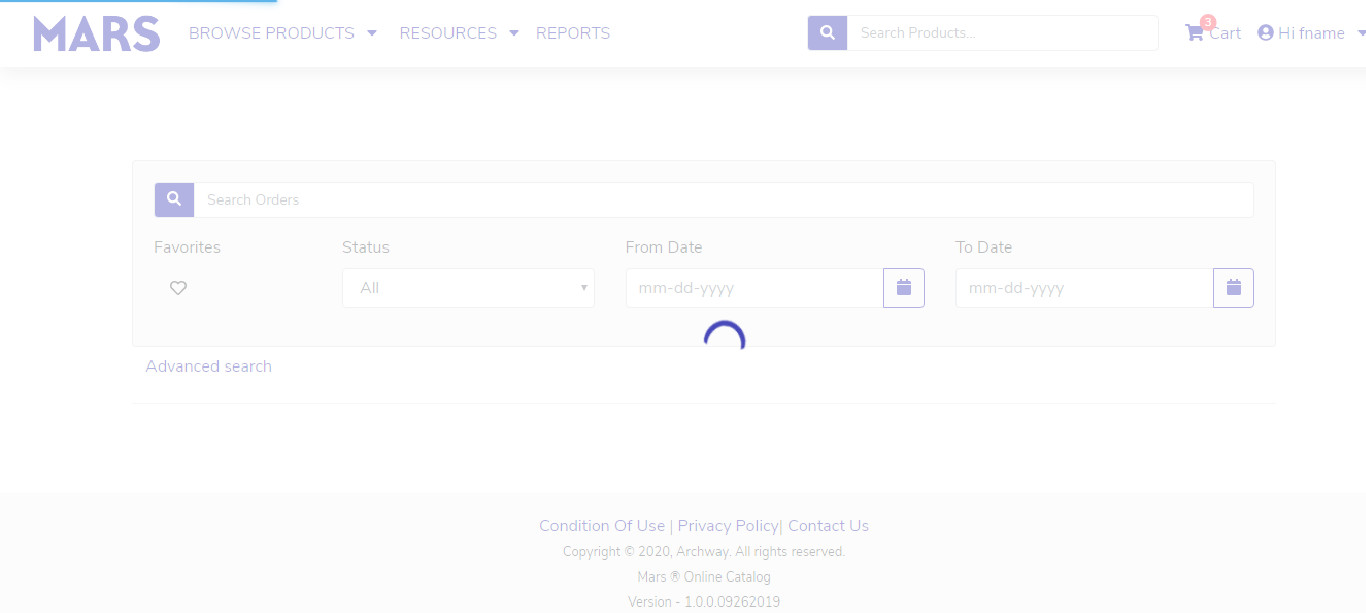 MARS BROWSE PRODUCTS RESOURCES REPORTS Search Products... 3 Cart Hi fname
Search Orders
Favorites Status From Date To Date
All mm-dd-yyyy mm-dd-yyyy
Advanced search
Condition Of Use | Privacy Policy| Contact Us
Copyright © 2020, Archway. All rights reserved.
Mars ® Online Catalog
Version - 1.0.0.09262019